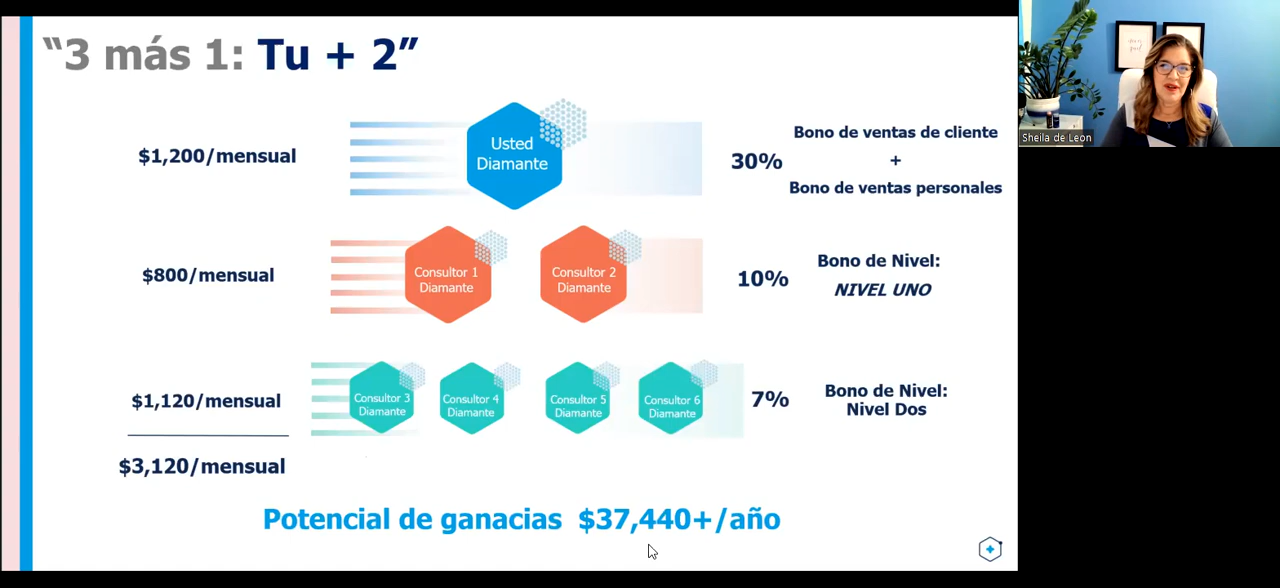 "3 más 1: Tu + 2"
$1,200/mensual
Usted
Diamante
30%
Bono de ventas de cliente
+
Bono de ventas personales
Sheila de Leon
$800/mensual
Consultor 1
Diamante
Consultor 2
Diamante
10%
Bono de Nivel:
NIVEL UNO
$1,120/mensual
Consultor 3
Diamante
Consultor 4
Diamante
Consultor 5
Diamante
Consultor 6
Diamante
7%
Bono de Nivel:
Nivel Dos
$3,120/mensual
Potencial de ganacias $37,440+/año